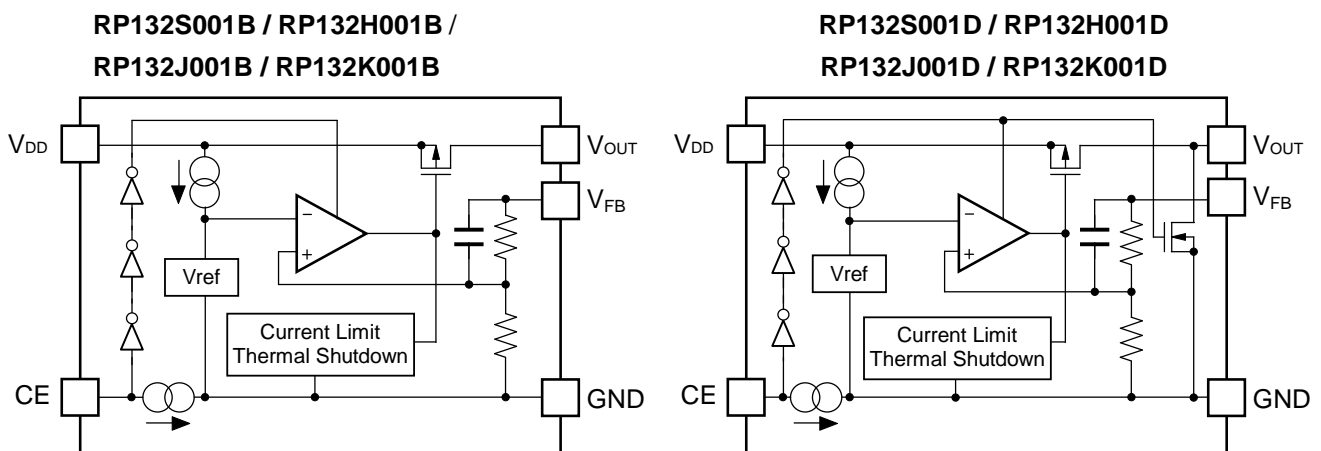 RP132S001B / RP132H001B /
RP132J001B / RP132K001B
VDD
VOUT
VFB
−
+
Vref
Current Limit
Thermal Shutdown
CE
GND
RP132S001D / RP132H001D
RP132J001D / RP132K001D
VDD
VOUT
VFB
−
+
Vref
Current Limit
Thermal Shutdown
CE
GND